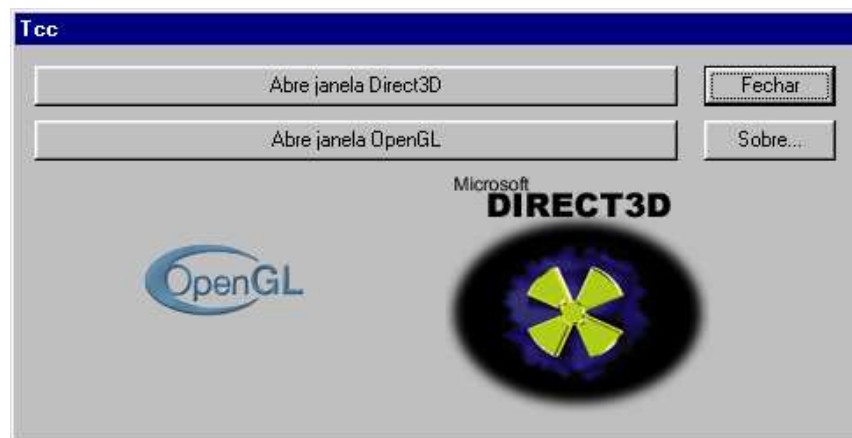 Tcc
Abre janela Direct3D
Fechar
Abre janela OpenGL
Sobre...
Microsoft
DIRECT3D
OpenGL